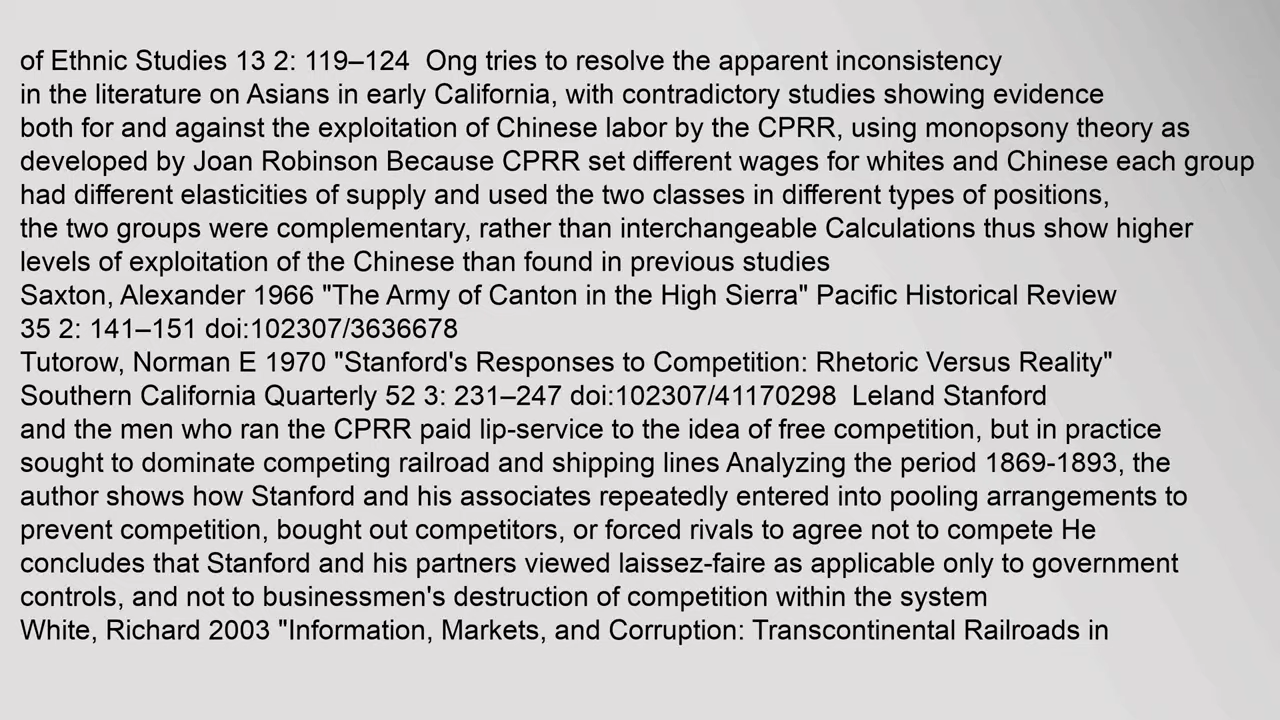 of Ethnic Studies 13 2: 119–124  Ong tries to resolve the apparent inconsistency
in the literature on Asians in early California, with contradictory studies showing evidence
both for and against the exploitation of Chinese labor by the CPRR, using monopsony theory as
developed by Joan Robinson Because CPRR set different wages for whites and Chinese each group
had different elasticities of supply and used the two classes in different types of positions,
the two groups were complementary, rather than interchangeable Calculations thus show higher
levels of exploitation of the Chinese than found in previous studies
Saxton, Alexander 1966 "The Army of Canton in the High Sierra" Pacific Historical Review
35 2: 141–151 doi:102307/3636678
Tutorow, Norman E 1970 "Stanford's Responses to Competition: Rhetoric Versus Reality"
Southern California Quarterly 52 3: 231–247 doi:102307/41170298  Leland Stanford
and the men who ran the CPRR paid lip-service to the idea of free competition, but in practice
sought to dominate competing railroad and shipping lines Analyzing the period 1869-1893, the
author shows how Stanford and his associates repeatedly entered into pooling arrangements to
prevent competition, bought out competitors, or forced rivals to agree not to compete He
concludes that Stanford and his partners viewed laissez-faire as applicable only to government
controls, and not to businessmen's destruction of competition within the system
White, Richard 2003 "Information, Markets, and Corruption: Transcontinental Railroads in